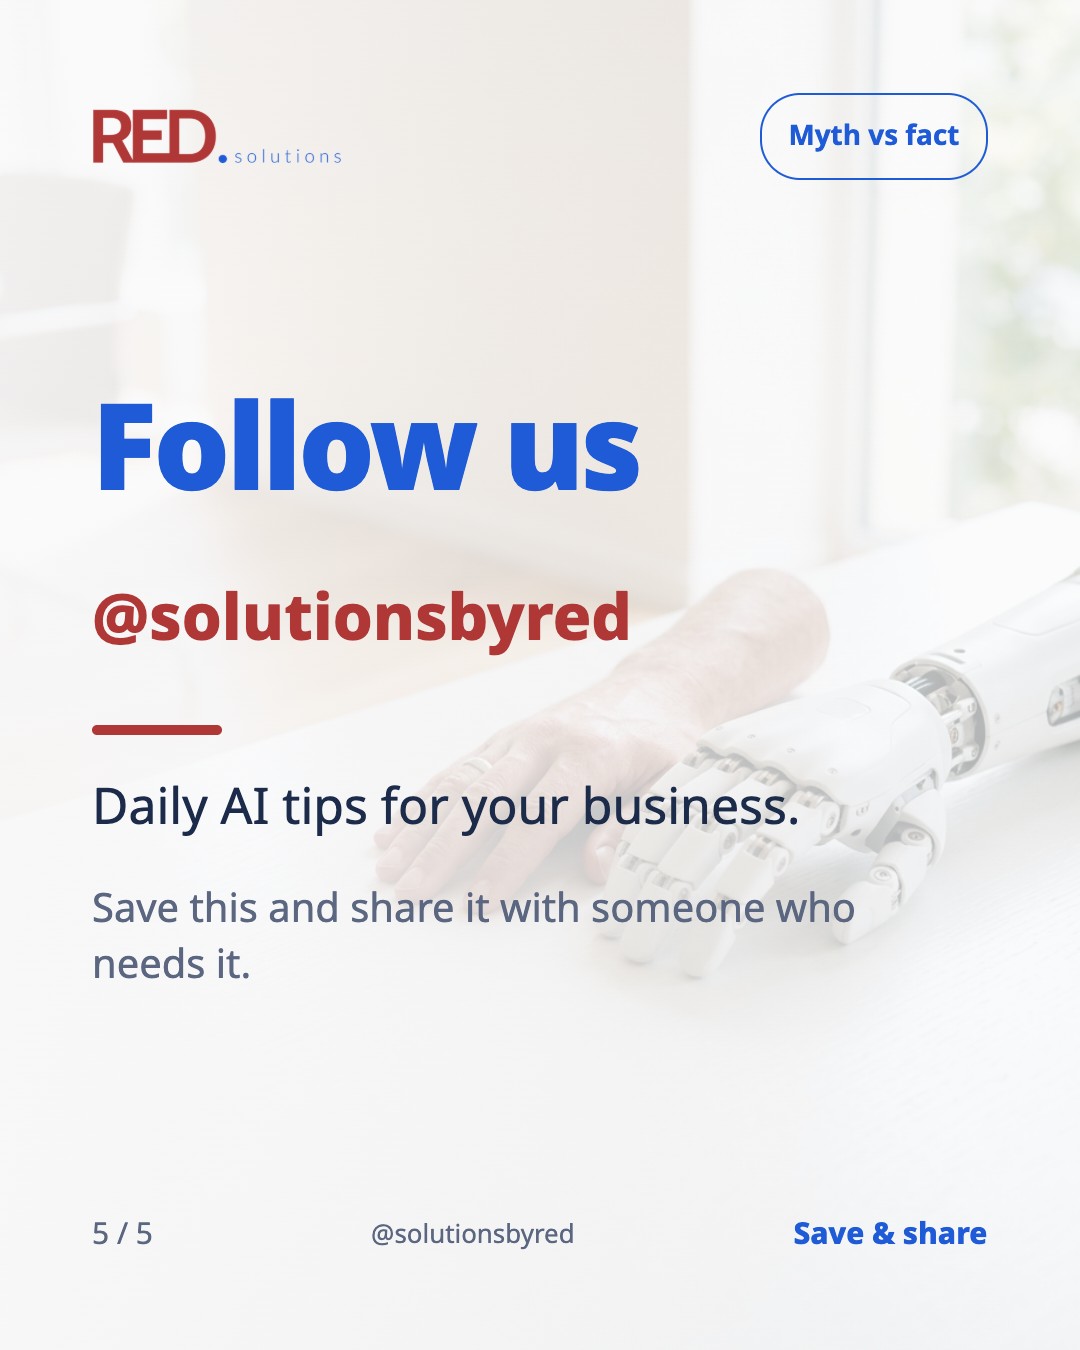 RED.solutions
Myth vs fact
Follow us
@solutionsbyred
Daily AI tips for your business.
Save this and share it with someone who
needs it.
5 / 5
@solutionsbyred
Save & share